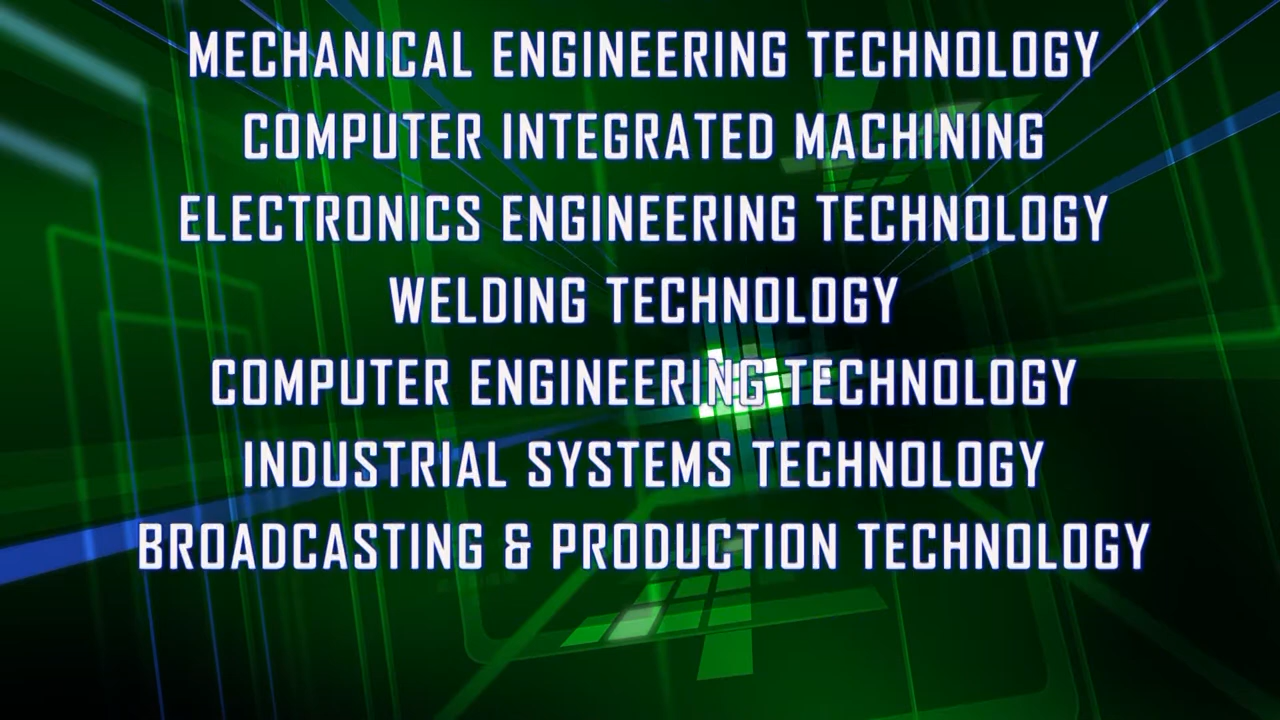 MECHANICAL ENGINEERING TECHNOLOGY
COMPUTER INTEGRATED MACHINING
ELECTRONICS ENGINEERING TECHNOLOGY
WELDING TECHNOLOGY
COMPUTER ENGINEERING TECHNOLOGY
INDUSTRIAL SYSTEMS TECHNOLOGY
BROADCASTING & PRODUCTION TECHNOLOGY